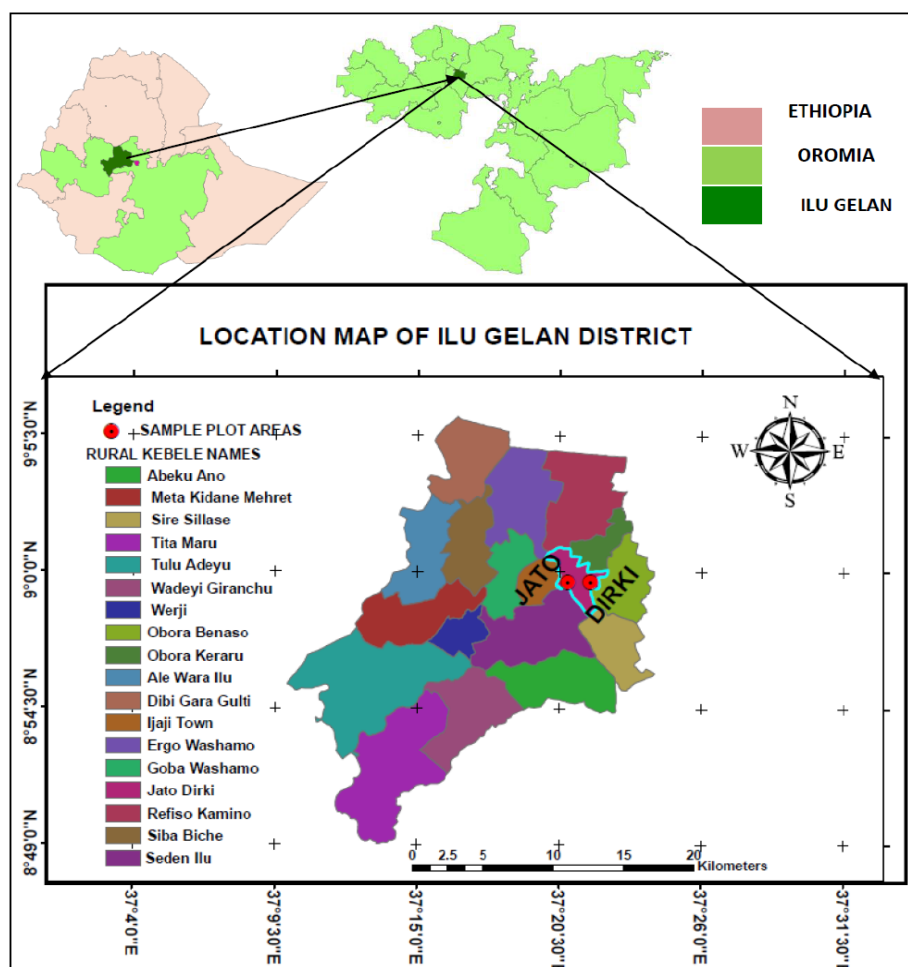 ETHIOPIA
OROMIA
ILU GELAN
LOCATION MAP OF ILU GELAN DISTRICT
Legend
SAMPLE PLOT AREAS
RURAL KEBELE NAMES
Abeku Ano
Meta Kidane Mehret
Sire Sillase
Tita Maru
Tulu Adeyu
Wadeyi Giranchu
Werji
Obora Benaso
Obora Keraru
Ale Wara Ilu
Dibi Gara Gulti
Ijaji Town
Ergo Washamo
Goba Washamo
Jato Dirki
Refiso Kamino
Siba Biche
Seden Ilu
N
W
E
S
JATO
DIRKI
9°5'3.0"N
9°0'0"N
8°54'30"N
8°49'0"N
0 2.5 5 10 15 20
Kilometers
37°4'0"E
37°9'30"E
37°15'0"E
37°20'30"E
37°26'0"E
37°31'30"